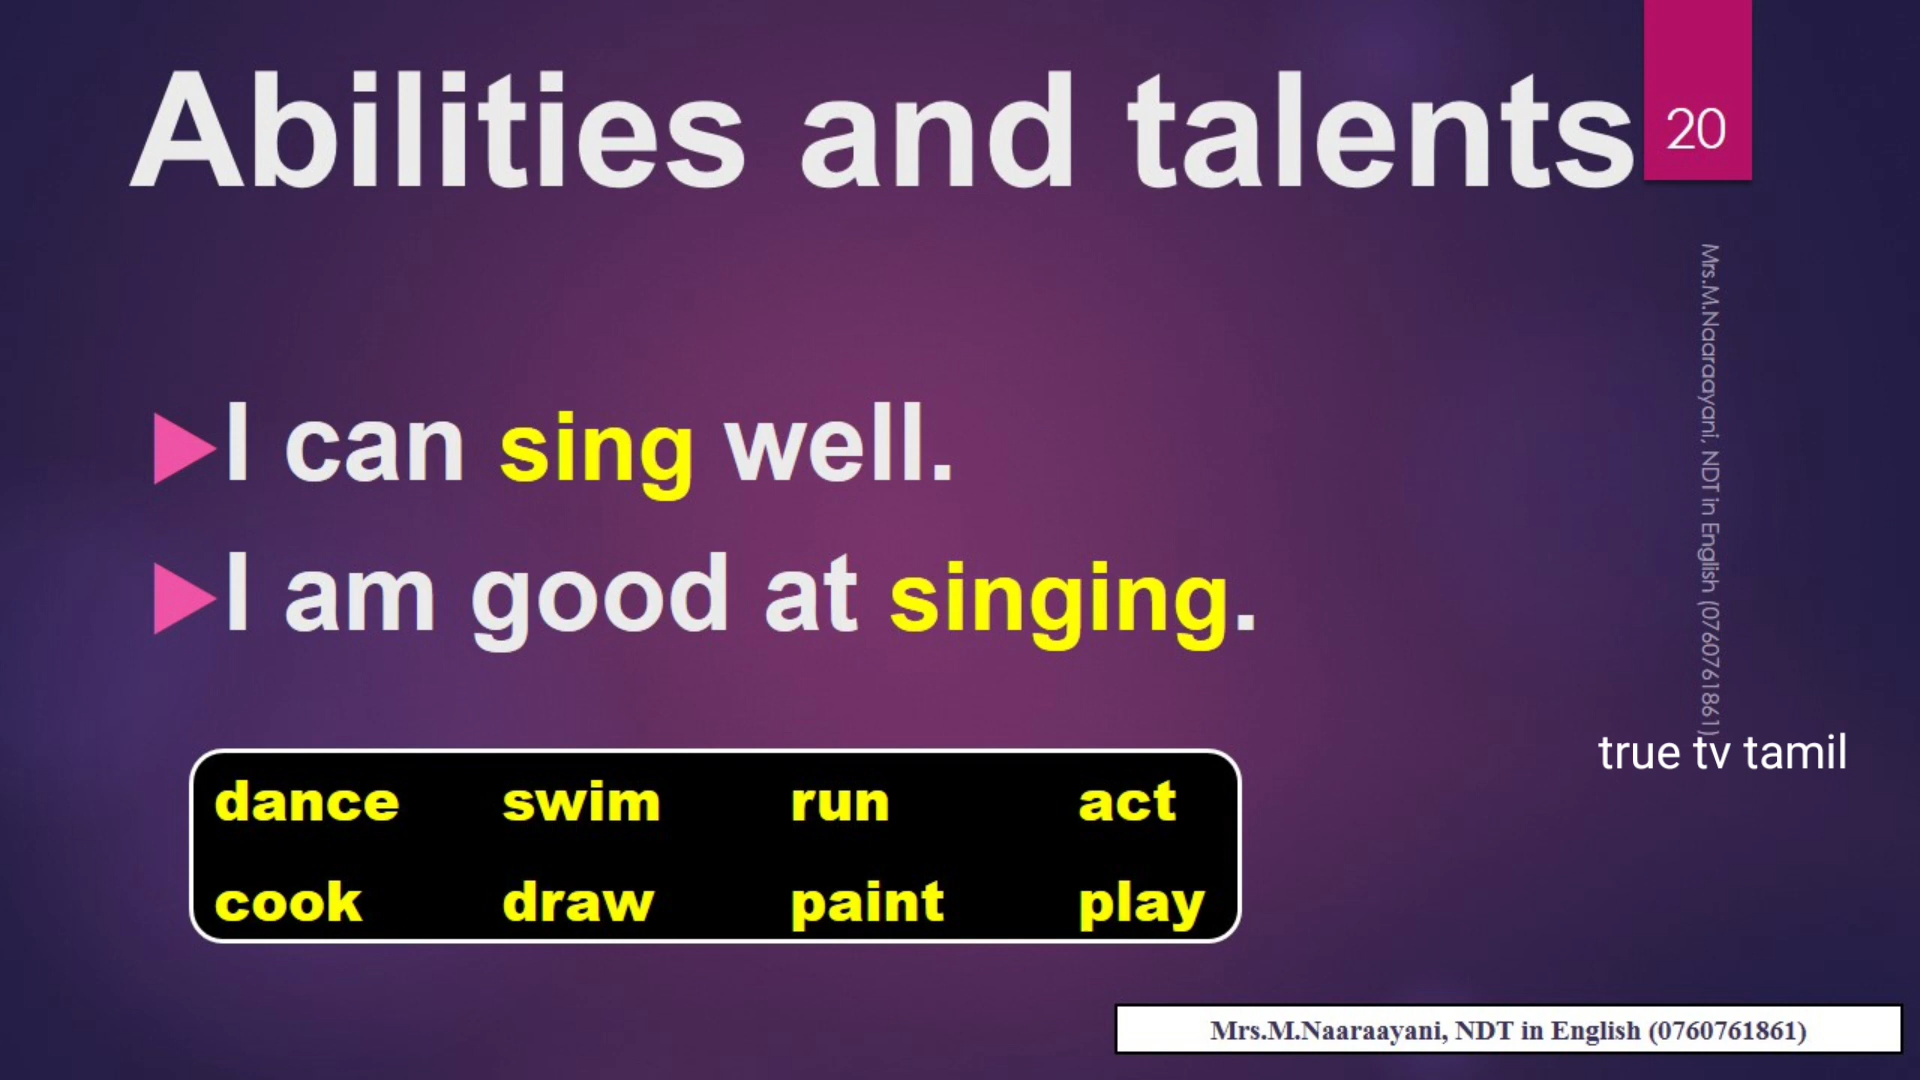 Abilities and talents
20
I can sing well.
I am good at singing.
dance swim run act
cook draw paint play
Mrs.M.Naaraayani, NDT in English (0760761861)
true tv tamil
Mrs.M.Naaraayani, NDT in English (0760761861)